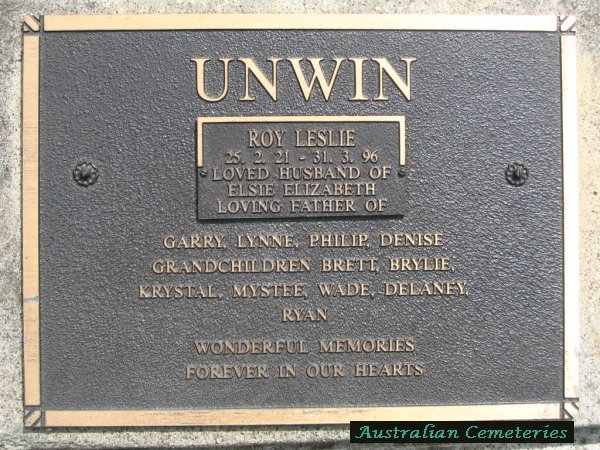 UNWIN
ROY LESLIE
25. 2. 21 - 31. 3. 96
LOVED HUSBAND OF
ELSIE ELIZABETH
LOVING FATHER OF
GARRY, LYNNE, PHILIP, DENISE
GRANDCHILDREN BRETT, BRYLIE,
KRYSTAL, MYSTEE, WADE, DELANEY,
RYAN
WONDERFUL MEMORIES
FOREVER IN OUR HEARTS
Australian Cemeteries